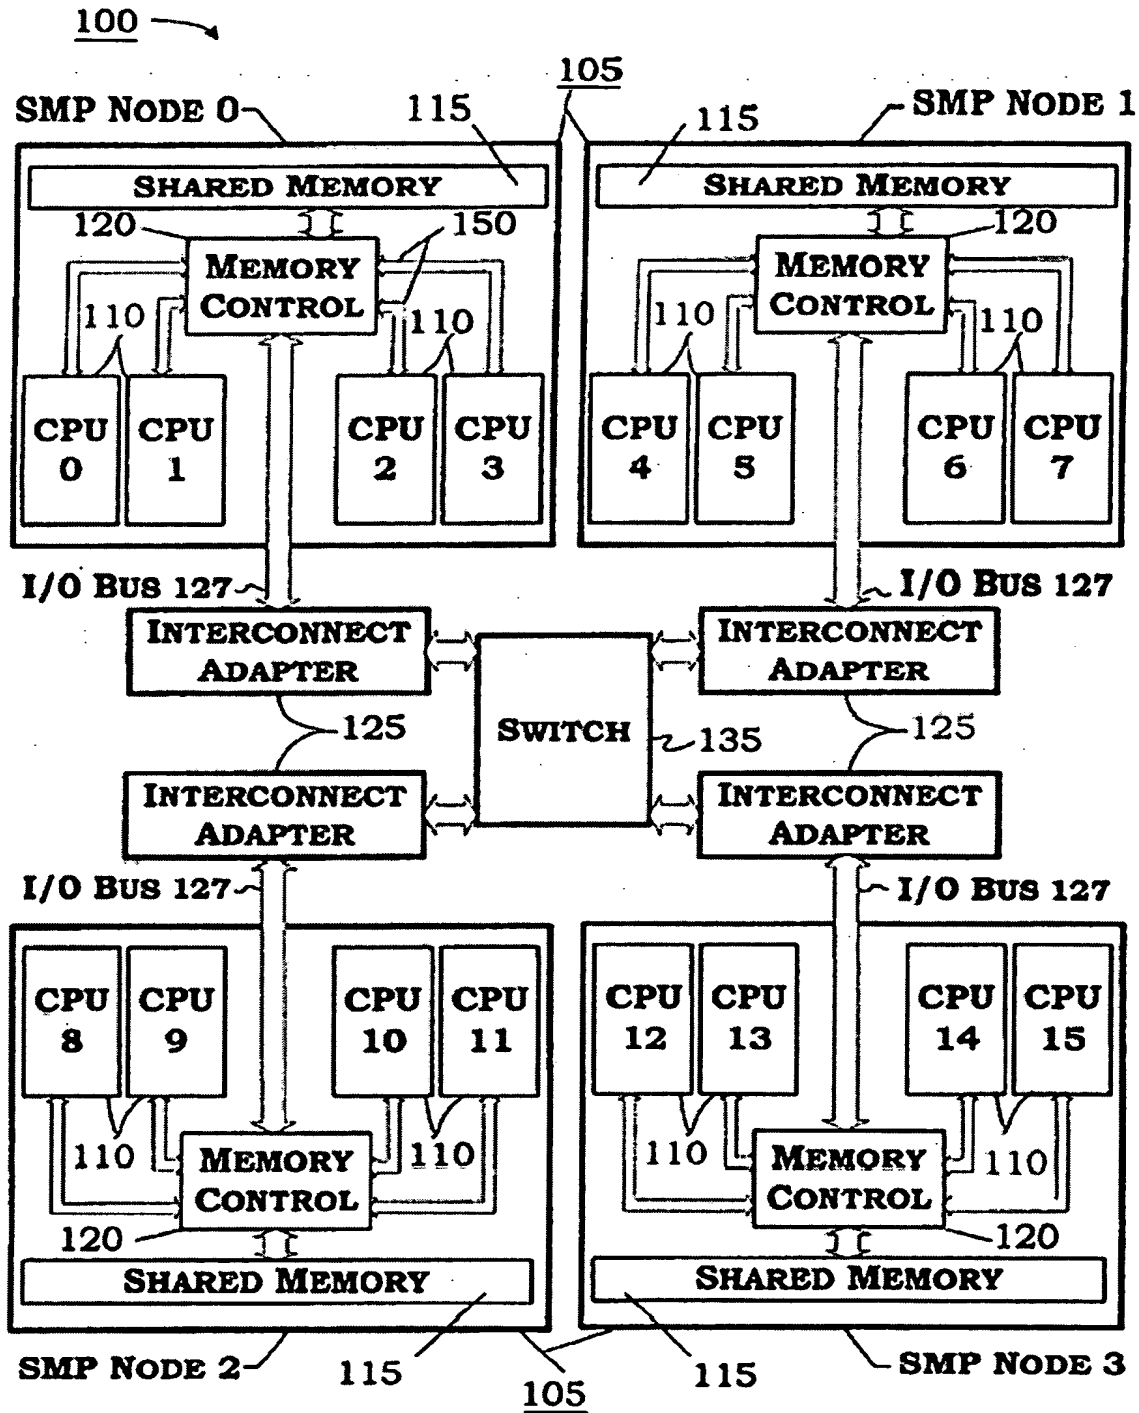 100
105
SMP NODE 0
115
115
SMP NODE 1
SHARED MEMORY
SHARED MEMORY
120
150
120
MEMORY
CONTROL
MEMORY
CONTROL
110
110
110
110
CPU
0
CPU
1
CPU
2
CPU
3
CPU
4
CPU
5
CPU
6
CPU
7
I/O BUS 127
I/O BUS 127
INTERCONNECT
ADAPTER
INTERCONNECT
ADAPTER
SWITCH
125
135
125
INTERCONNECT
ADAPTER
INTERCONNECT
ADAPTER
I/O BUS 127
I/O BUS 127
CPU
8
CPU
9
CPU
10
CPU
11
CPU
12
CPU
13
CPU
14
CPU
15
110
110
110
110
MEMORY
CONTROL
MEMORY
CONTROL
120
120
SHARED MEMORY
SHARED MEMORY
SMP NODE 2
115
105
115
SMP NODE 3